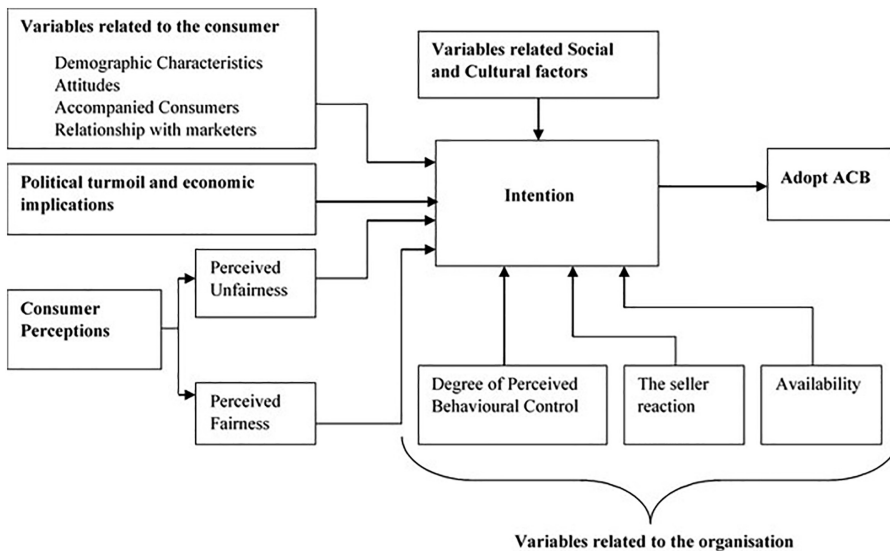 Variables related to the consumer
Demographic Characteristics
Attitudes
Accompanied Consumers
Relationship with marketers
Variables related Social
and Cultural factors
Political turmoil and economic
implications
Intention
Adopt ACB
Perceived
Unfairness
Consumer
Perceptions
Perceived
Fairness
Degree of Perceived
Behavioural Control
The seller
reaction
Availability
Variables related to the organisation